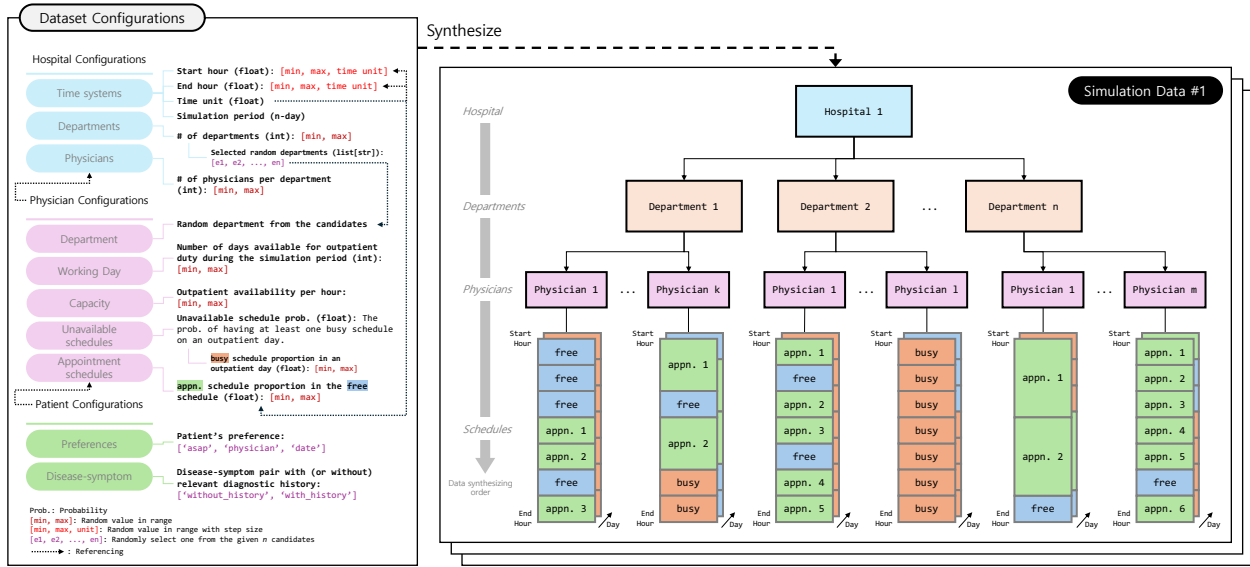 Dataset Configurations
Hospital Configurations
Time systems
Start hour (float): [min, max, time unit]
End hour (float): [min, max, time unit]
Time unit (float)
Simulation period (n-day)
Departments
# of departments (int): [min, max]
Selected random departments (list[str]):
[e1, e2, ..., en]
Physicians
# of physicians per department
(int): [min, max]
Physician Configurations
Department
Random department from the candidates
Working Day
Number of days available for outpatient
duty during the simulation period (int):
[min, max]
Capacity
Outpatient availability per hour:
[min, max]
Unavailable
schedules
Unavailable schedule prob. (float): The
prob. of having at least one busy schedule
on an outpatient day.
busy schedule proportion in an
outpatient day (float): [min, max]
Appointment
schedules
appn. schedule proportion in the free
schedule (float): [min, max]
Patient Configurations
Preferences
Patient's preference:
['asap', 'physician', 'date']
Disease-symptom
Disease-symptom pair with (or without)
relevant diagnostic history:
['without_history', 'with_history']
Prob.: Probability
[min, max]: Random value in range
[min, max, unit]: Random value in range with step size
[e1, e2, ..., en]: Randomly select one from the given n candidates
: Referencing
Synthesize
Simulation Data #1
Hospital
Departments
Physicians
Schedules
Data synthesizing
order
Hospital 1
Department 1
Department 2
...
Department n
Physician 1
...
Physician k
Physician 1
...
Physician l
Physician 1
...
Physician m
Start
Hour
free
free
free
appn. 1
appn. 2
free
appn. 3
End
Hour
Day
Start
Hour
appn. 1
free
appn. 2
busy
busy
End
Hour
Day
Start
Hour
appn. 1
free
appn. 2
appn. 3
free
appn. 4
appn. 5
End
Hour
Day
Start
Hour
busy
busy
busy
busy
busy
busy
busy
End
Hour
Day
Start
Hour
appn. 1
appn. 2
free
End
Hour
Day
Start
Hour
appn. 1
appn. 2
appn. 3
appn. 4
appn. 5
free
appn. 6
End
Hour
Day